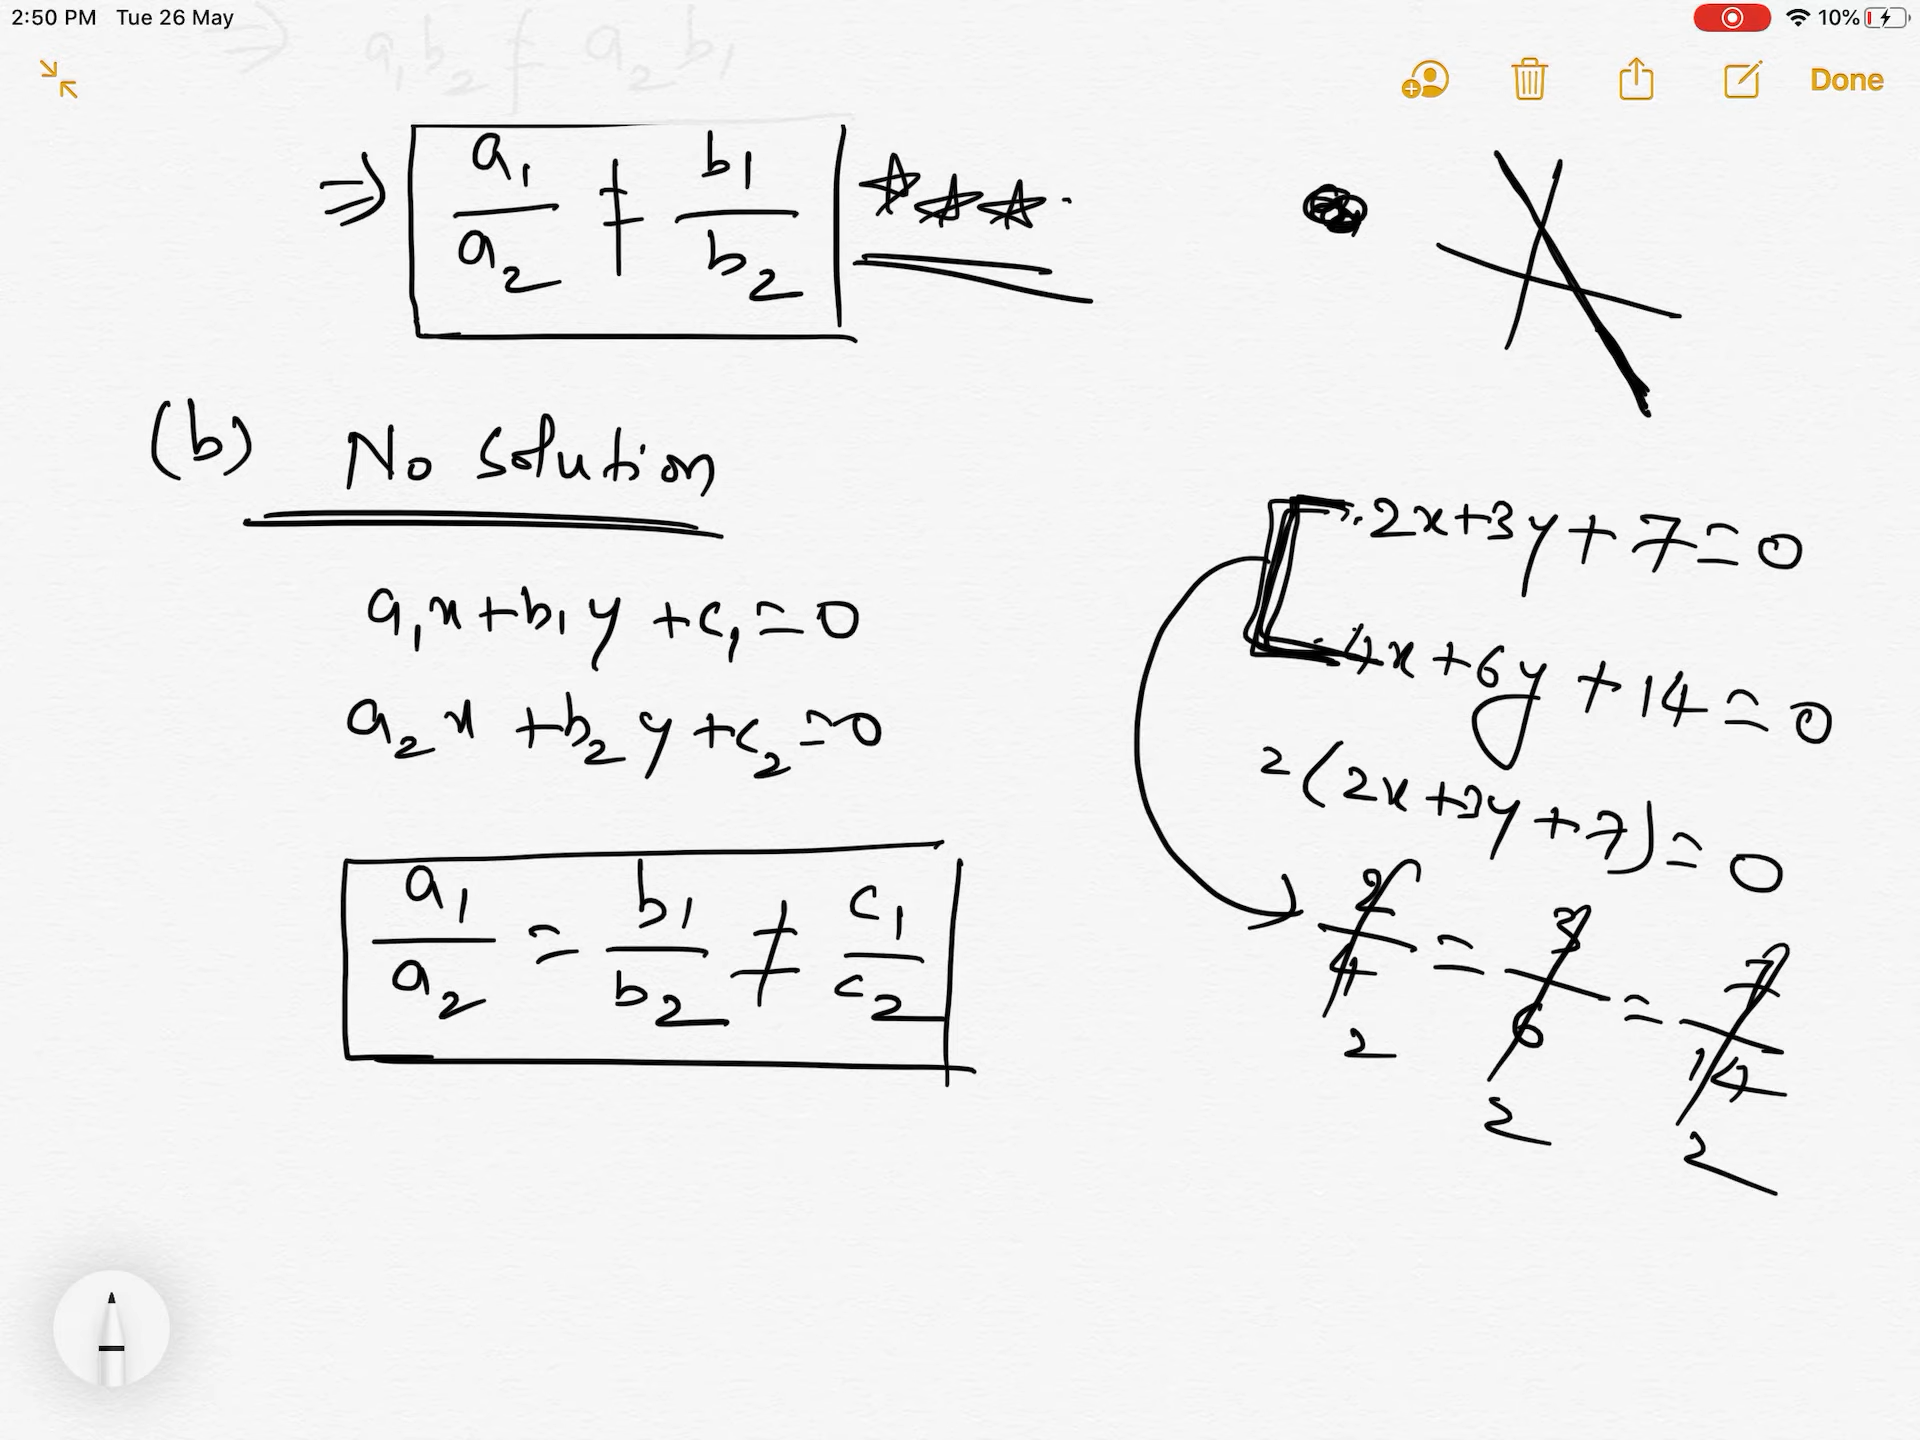 2:50 PM Tue 26 May
10%
Done
⇒ a₁b₂ ≠ a₂b₁
⇒ a₁/a₂ ≠ b₁/b₂ ☆☆☆
(b) No solution
a₁x+b₁y+c₁=0
a₂x+b₂y+c₂=0
a₁/a₂ = b₁/b₂ ≠ c₁/c₂
2x+3y+7=0
4x+6y+14=0
2(2x+3y+7)=0
2/4 = 3/6 = 7/14
2 2 2